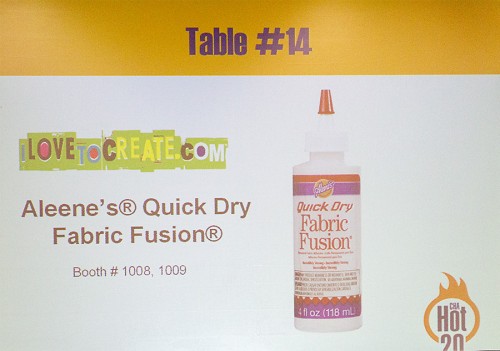 Table #14
ILOVETOCREATE.COM
Aleene's® Quick Dry
Fabric Fusion®
Booth # 1008, 1009
Aleene's
Quick Dry
Fabric
Fusion®
4 fl oz (118 mL)
CHA
Hot
20